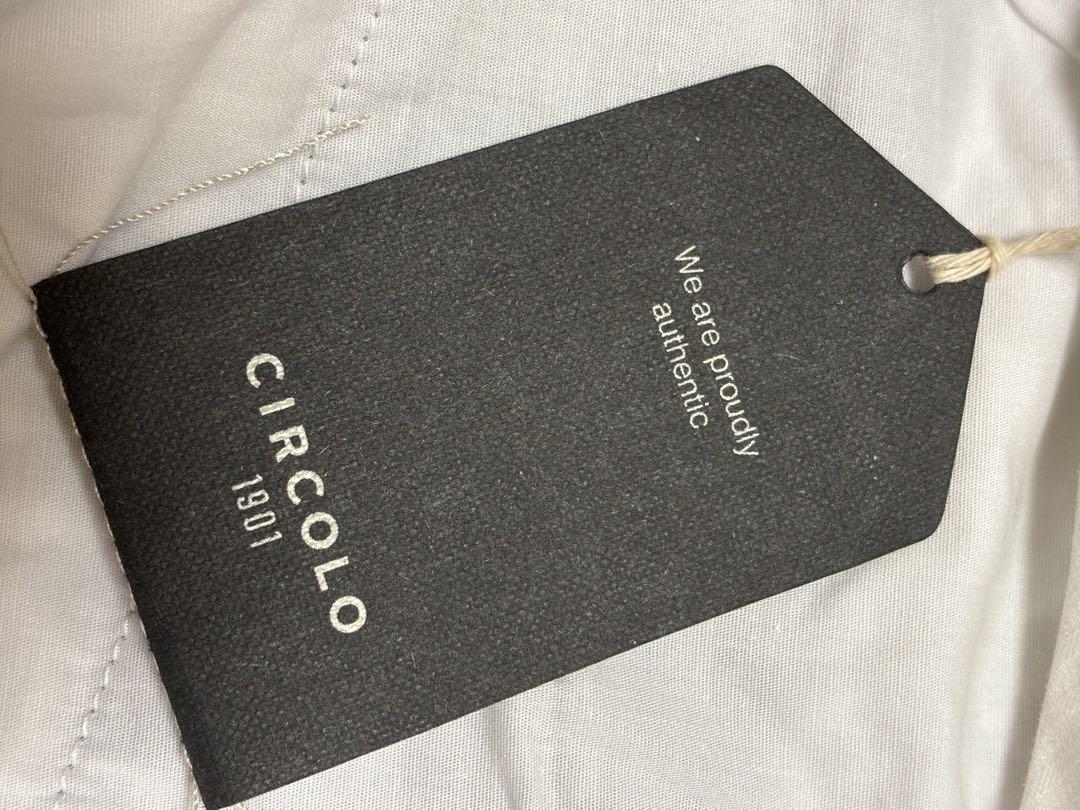 We are proudly
authentic
CIRCOLO
1901